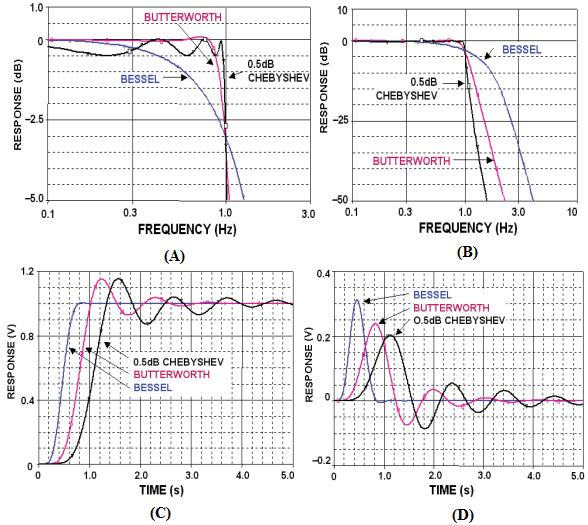 1.0
BUTTERWORTH
0.0
BESSEL
0.5dB
CHEBYSHEV
−2.5
−5.0
RESPONSE (dB)
0.1
0.3
1.0
3.0
FREQUENCY (Hz)
(A)
10
0
BESSEL
0.5dB
CHEBYSHEV
−25
BUTTERWORTH
−50
RESPONSE (dB)
0.1
0.3
1.0
3.0
10
FREQUENCY (Hz)
(B)
1.2
0.8
0.5dB CHEBYSHEV
BUTTERWORTH
BESSEL
0.4
0
RESPONSE (V)
0
1.0
2.0
3.0
4.0
5.0
TIME (s)
(C)
0.4
BESSEL
BUTTERWORTH
O.5dB CHEBYSHEV
0.2
0
−0.2
RESPONSE (V)
0
1.0
2.0
3.0
4.0
5.0
TIME (s)
(D)